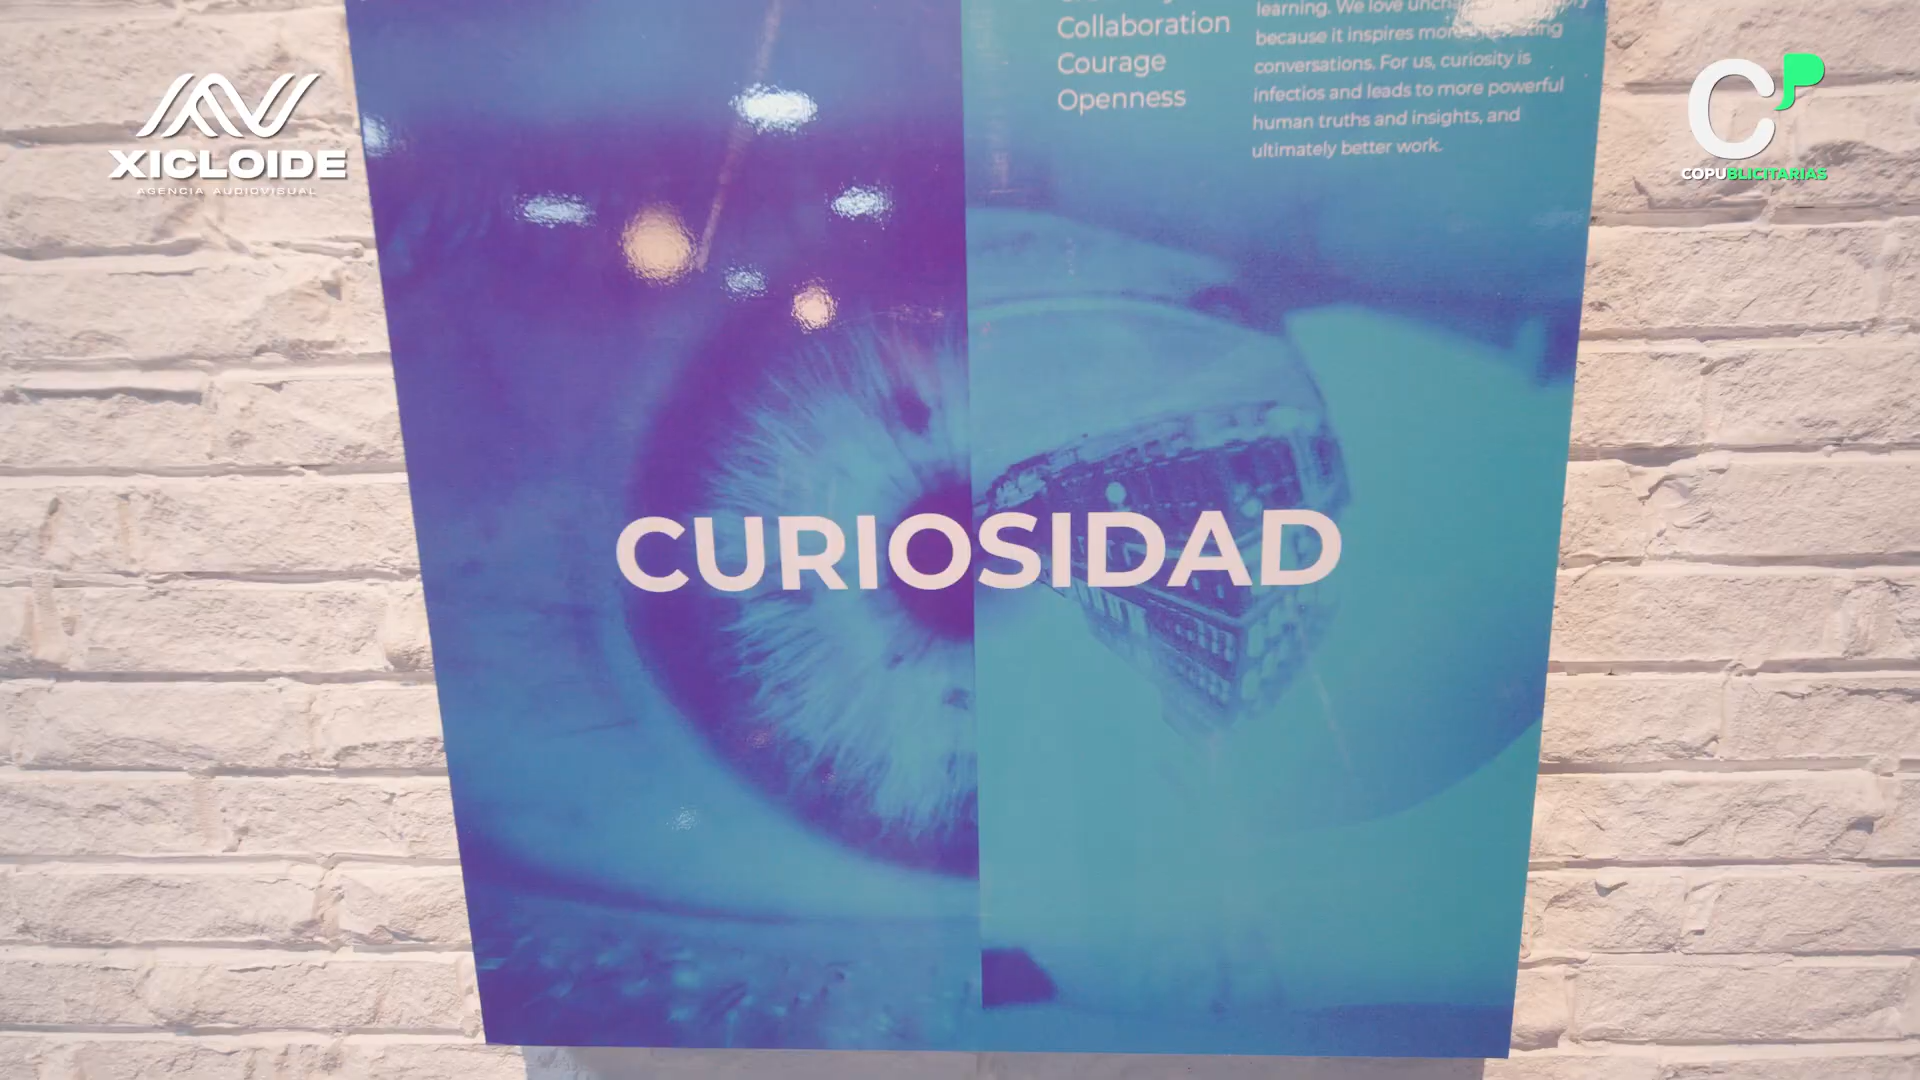 learning. We love
because it inspires
conversations. For us, curiosity is
infectios and leads to more powerful
human truths and insights, and
ultimately better work.
Collaboration
Courage
Openness
XICLOIDE
AGENCIA AUDIOVISUAL
CP
COPUBLICITARIAS
CURIOSIDAD